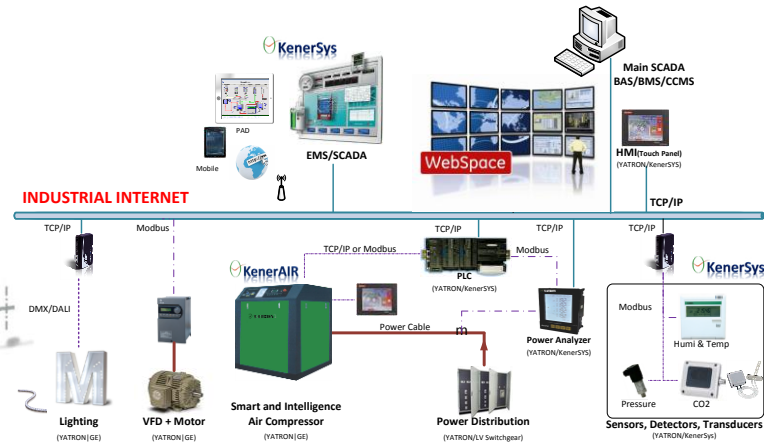 KenerSys
Main SCADA
BAS/BMS/CCMS
PAD
Mobile
EMS/SCADA
WebSpace
HMI(Touch Panel)
(YATRON/KenerSYS)
INDUSTRIAL INTERNET
TCP/IP
TCP/IP
Modbus
TCP/IP
Modbus
TCP/IP
TCP/IP
TCP/IP or Modbus
KenerAIR
PLC
(YATRON/KenerSYS)
KenerSys
DMX/DALI
Modbus
Humi & Temp
Power Cable
m
Power Analyzer
(YATRON/KenerSYS)
M
Pressure
CO2
Lighting
(YATRON|GE)
VFD + Motor
(YATRON|GE)
Smart and Intelligence
Air Compressor
(YATRON|GE)
Power Distribution
(YATRON/LV Switchgear)
Sensors, Detectors, Transducers
(YATRON/KenerSys)